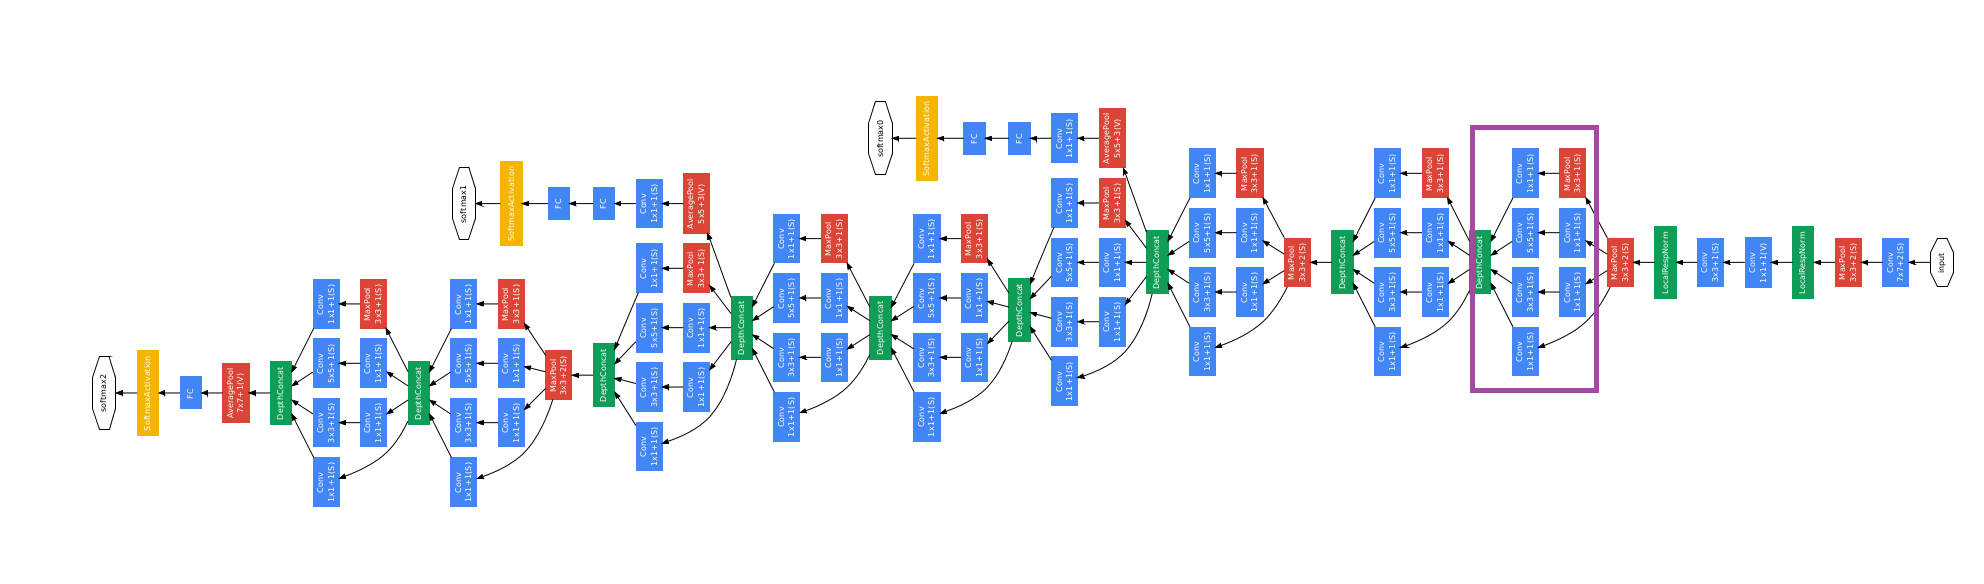 softmax2
SoftmaxActivation
FC
AveragePool
7x7+1(V)
DepthConcat
Conv
1x1+1(S)
Conv
5x5+1(S)
Conv
3x3+1(S)
Conv
1x1+1(S)
MaxPool
3x3+1(S)
Conv
1x1+1(S)
Conv
1x1+1(S)
DepthConcat
softmax1
Conv
1x1+1(S)
Conv
5x5+1(S)
Conv
3x3+1(S)
Conv
1x1+1(S)
SoftmaxActivation
MaxPool
3x3+1(S)
Conv
1x1+1(S)
Conv
1x1+1(S)
FC
MaxPool
3x3+2(S)
FC
DepthConcat
Conv
1x1+1(S)
Conv
1x1+1(S)
Conv
5x5+1(S)
Conv
3x3+1(S)
Conv
1x1+1(S)
AveragePool
5x5+3(V)
MaxPool
3x3+1(S)
Conv
1x1+1(S)
Conv
1x1+1(S)
DepthConcat
Conv
1x1+1(S)
Conv
5x5+1(S)
Conv
3x3+1(S)
Conv
1x1+1(S)
MaxPool
3x3+1(S)
Conv
1x1+1(S)
Conv
1x1+1(S)
softmax0
DepthConcat
SoftmaxActivation
Conv
1x1+1(S)
Conv
5x5+1(S)
Conv
3x3+1(S)
Conv
1x1+1(S)
FC
MaxPool
3x3+1(S)
Conv
1x1+1(S)
Conv
1x1+1(S)
FC
DepthConcat
Conv
1x1+1(S)
Conv
1x1+1(S)
Conv
5x5+1(S)
Conv
3x3+1(S)
Conv
1x1+1(S)
AveragePool
5x5+3(V)
MaxPool
3x3+1(S)
Conv
1x1+1(S)
Conv
1x1+1(S)
DepthConcat
Conv
1x1+1(S)
Conv
5x5+1(S)
Conv
3x3+1(S)
Conv
1x1+1(S)
MaxPool
3x3+1(S)
Conv
1x1+1(S)
Conv
1x1+1(S)
MaxPool
3x3+2(S)
DepthConcat
Conv
1x1+1(S)
Conv
5x5+1(S)
Conv
3x3+1(S)
Conv
1x1+1(S)
MaxPool
3x3+1(S)
Conv
1x1+1(S)
Conv
1x1+1(S)
DepthConcat
Conv
1x1+1(S)
Conv
5x5+1(S)
Conv
3x3+1(S)
Conv
1x1+1(S)
MaxPool
3x3+1(S)
Conv
1x1+1(S)
Conv
1x1+1(S)
MaxPool
3x3+2(S)
LocalRespNorm
Conv
3x3+1(S)
Conv
1x1+1(V)
LocalRespNorm
MaxPool
3x3+2(S)
Conv
7x7+2(S)
input